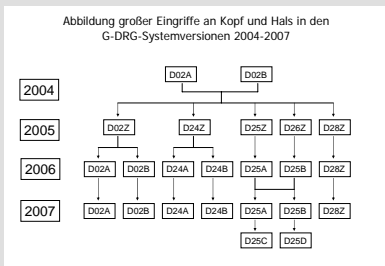 Abbildung großer Eingriffe an Kopf und Hals in den
G-DRG-Systemversionen 2004-2007
2004 D02A D02B
2005 D02Z D24Z D25Z D26Z D28Z
2006 D02A D02B D24A D24B D25A D25B D28Z
2007 D02A D02B D24A D24B D25A D25B D28Z
D25C D25D